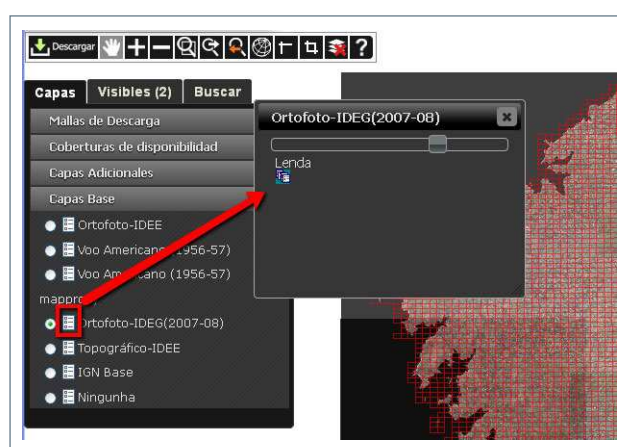 Descargar
Capas Visibles (2) Buscar
Mallas de Descarga
Coberturas de disponibilidad
Capas Adicionales
Capas Base
Ortofoto-IDEE
Voo Americano (1956-57)
Voo Americano (1956-57)
mappro
Ortofoto-IDEG(2007-08)
Topográfico-IDEE
IGN Base
Ningunha
Ortofoto-IDEG(2007-08)
Lenda